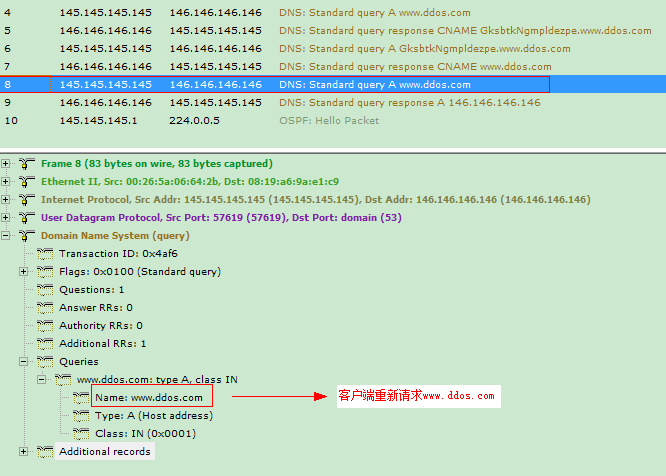 4 145.145.145.145 146.146.146.146 DNS: Standard query A www.ddos.com
5 146.146.146.146 145.145.145.145 DNS: Standard query response CNAME GksbtkNgmpldezpe.www.ddos.com
6 145.145.145.145 146.146.146.146 DNS: Standard query A GksbtkNgmpldezpe.www.ddos.com
7 146.146.146.146 145.145.145.145 DNS: Standard query response CNAME www.ddos.com
8 145.145.145.145 146.146.146.146 DNS: Standard query A www.ddos.com
9 146.146.146.146 145.145.145.145 DNS: Standard query response A 146.146.146.146
10 145.145.145.1 224.0.0.5 OSPF: Hello Packet
Frame 8 (83 bytes on wire, 83 bytes captured)
Ethernet II, Src: 00:26:5a:06:64:2b, Dst: 08:19:a6:9a:e1:c9
Internet Protocol, Src Addr: 145.145.145.145 (145.145.145.145), Dst Addr: 146.146.146.146 (146.146.146.146)
User Datagram Protocol, Src Port: 57619 (57619), Dst Port: domain (53)
Domain Name System (query)
Transaction ID: 0x4af6
Flags: 0x0100 (Standard query)
Questions: 1
Answer RRs: 0
Authority RRs: 0
Additional RRs: 1
Queries
www.ddos.com: type A, class IN
Name: www.ddos.com
客户端重新请求www.ddos.com
Type: A (Host address)
Class: IN (0x0001)
Additional records